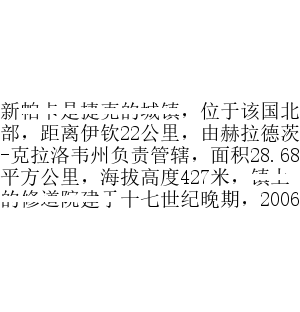 新帕卡是捷克的城镇，位于该国北
部，距离伊钦22公里，由赫拉德茨
-克拉洛韦州负责管辖，面积28.68
平方公里，海拔高度427米，镇上
的修道院建于十七世纪晚期，2006